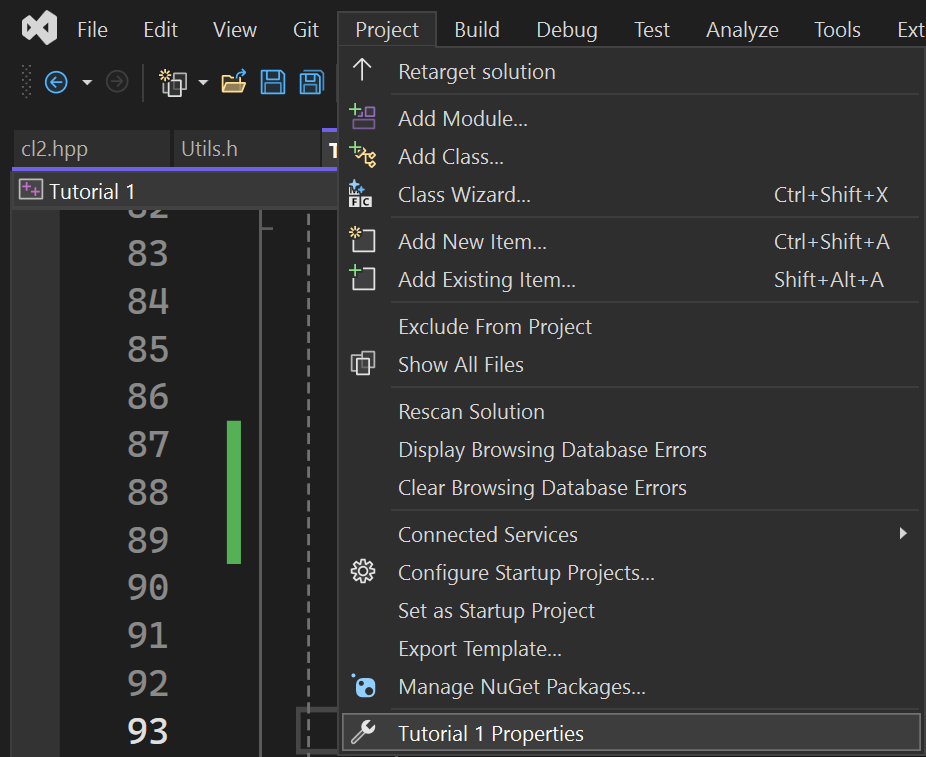 File Edit View Git Project Build Debug Test Analyze Tools Ext
Retarget solution
Add Module...
cl2.hpp Utils.h T
Add Class...
Tutorial 1
Class Wizard... Ctrl+Shift+X
82
83
Add New Item... Ctrl+Shift+A
Add Existing Item... Shift+Alt+A
84
Exclude From Project
85
Show All Files
86
Rescan Solution
87
Display Browsing Database Errors
88
Clear Browsing Database Errors
89
Connected Services
90
Configure Startup Projects...
Set as Startup Project
91
Export Template...
92
Manage NuGet Packages...
93
Tutorial 1 Properties